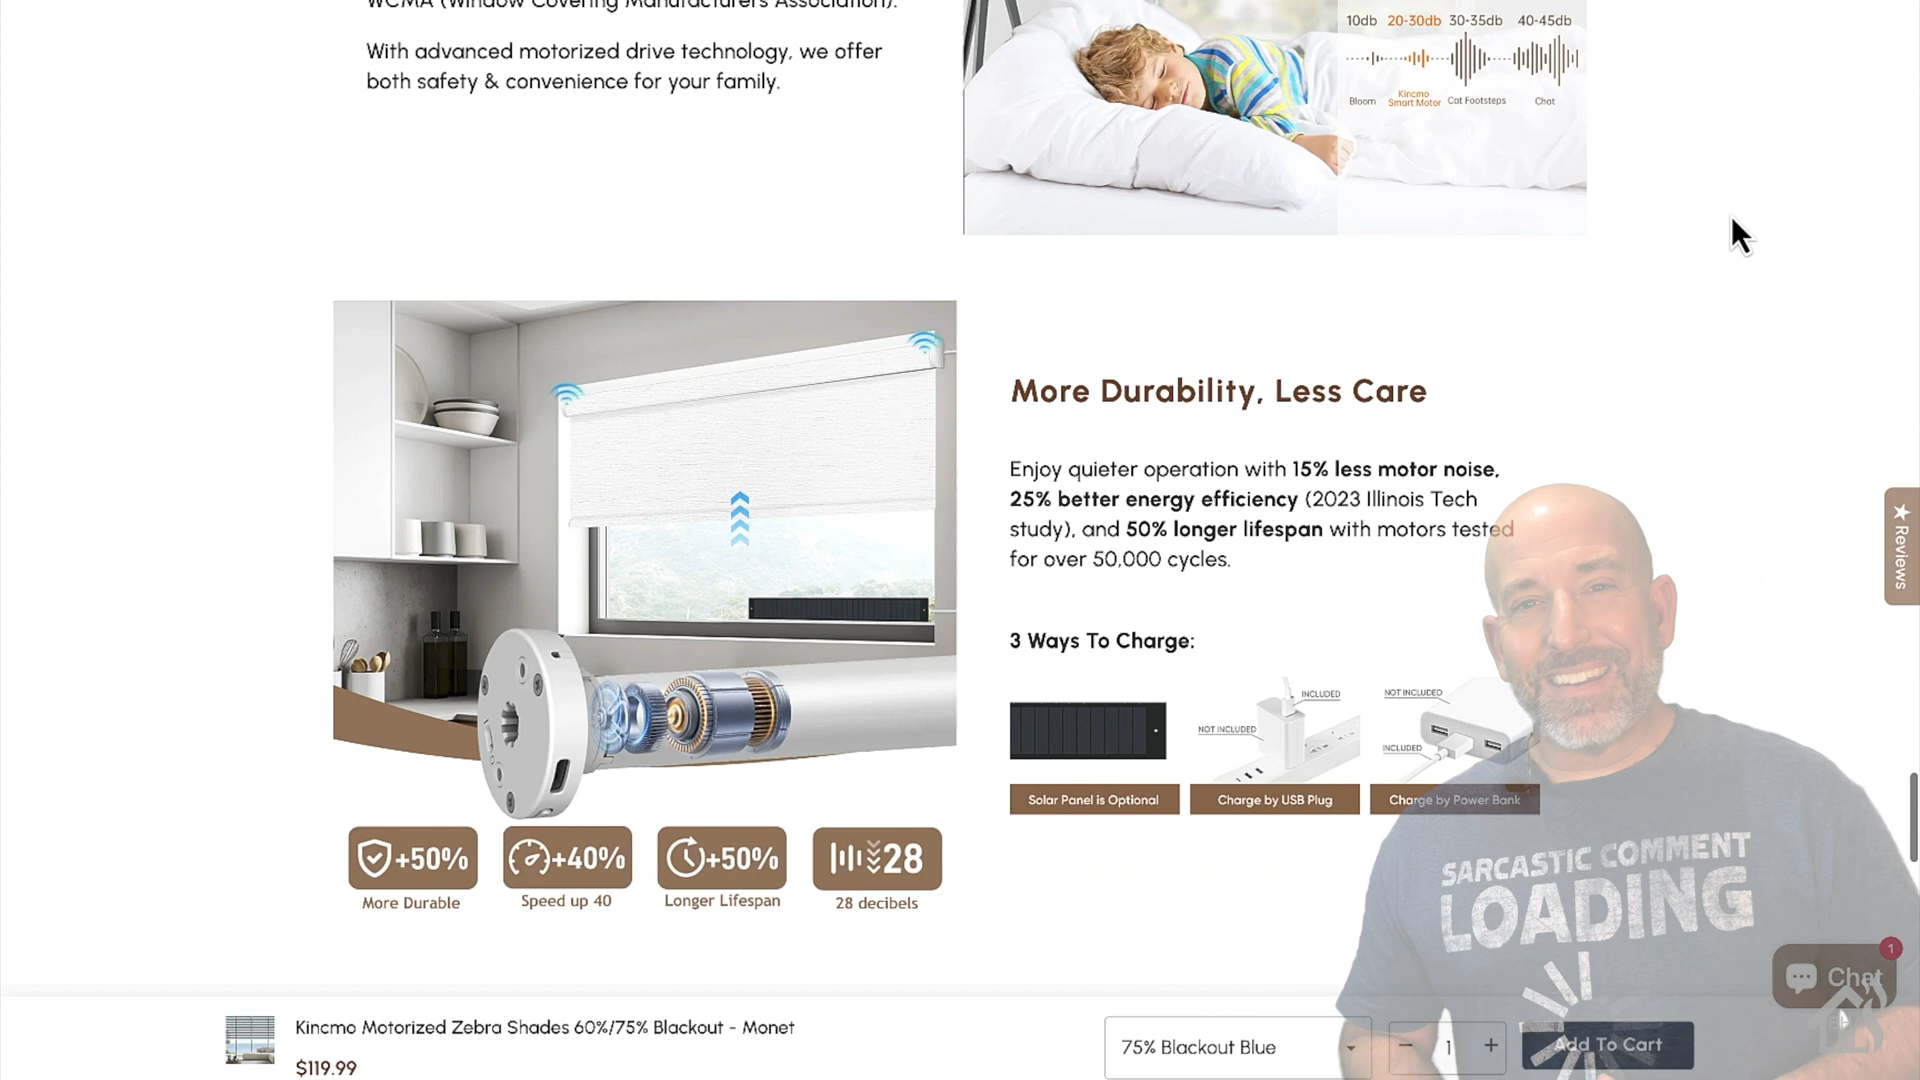 WCMA (Window Covering Manufacturers Association).
With advanced motorized drive technology, we offer
both safety & convenience for your family.
10db 20-30db 30-35db 40-45db
Bloom Kincmo Smart Motor Cat Footsteps Chat
More Durability, Less Care
Enjoy quieter operation with 15% less motor noise,
25% better energy efficiency (2023 Illinois Tech
study), and 50% longer lifespan with motors tested
for over 50,000 cycles.
3 Ways To Charge:
INCLUDED
NOT INCLUDED
NOT INCLUDED
INCLUDED
Solar Panel is Optional
Charge by USB Plug
Charge by Power Bank
+50%
More Durable
+40%
Speed up 40
+50%
Longer Lifespan
28
28 decibels
★ Reviews
SARCASTIC COMMENT
LOADING
1
Chat
Kincmo Motorized Zebra Shades 60%/75% Blackout - Monet
$119.99
75% Blackout Blue
− 1 +
Add To Cart